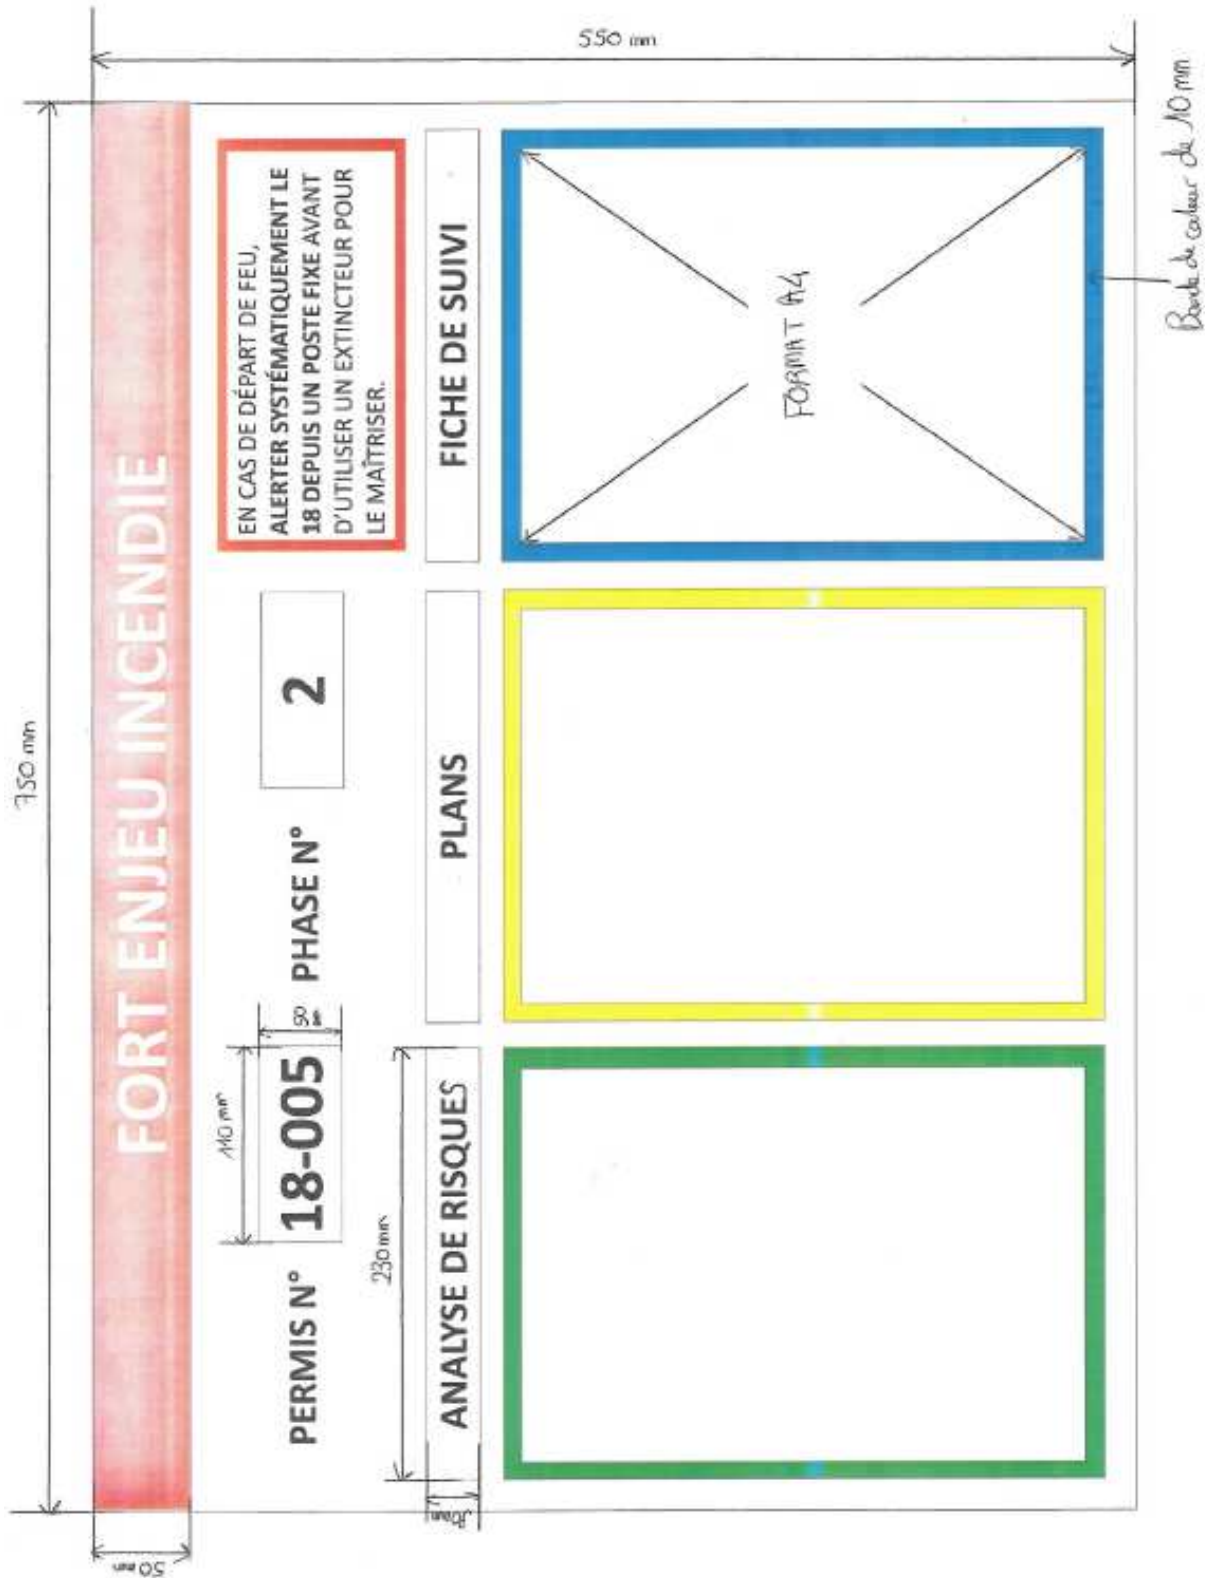 550 mm
750 mm
50 mm
FORT ENJEU INCENDIE
110 mm
PERMIS N°
18-005
PHASE N°
2
EN CAS DE DÉPART DE FEU,
ALERTER SYSTÉMATIQUEMENT LE
18 DEPUIS UN POSTE FIXE AVANT
D'UTILISER UN EXTINCTEUR POUR
LE MAÎTRISER.
230 mm
ANALYSE DE RISQUES
PLANS
FICHE DE SUIVI
FORMAT A4
Bande de couleur de 10 mm